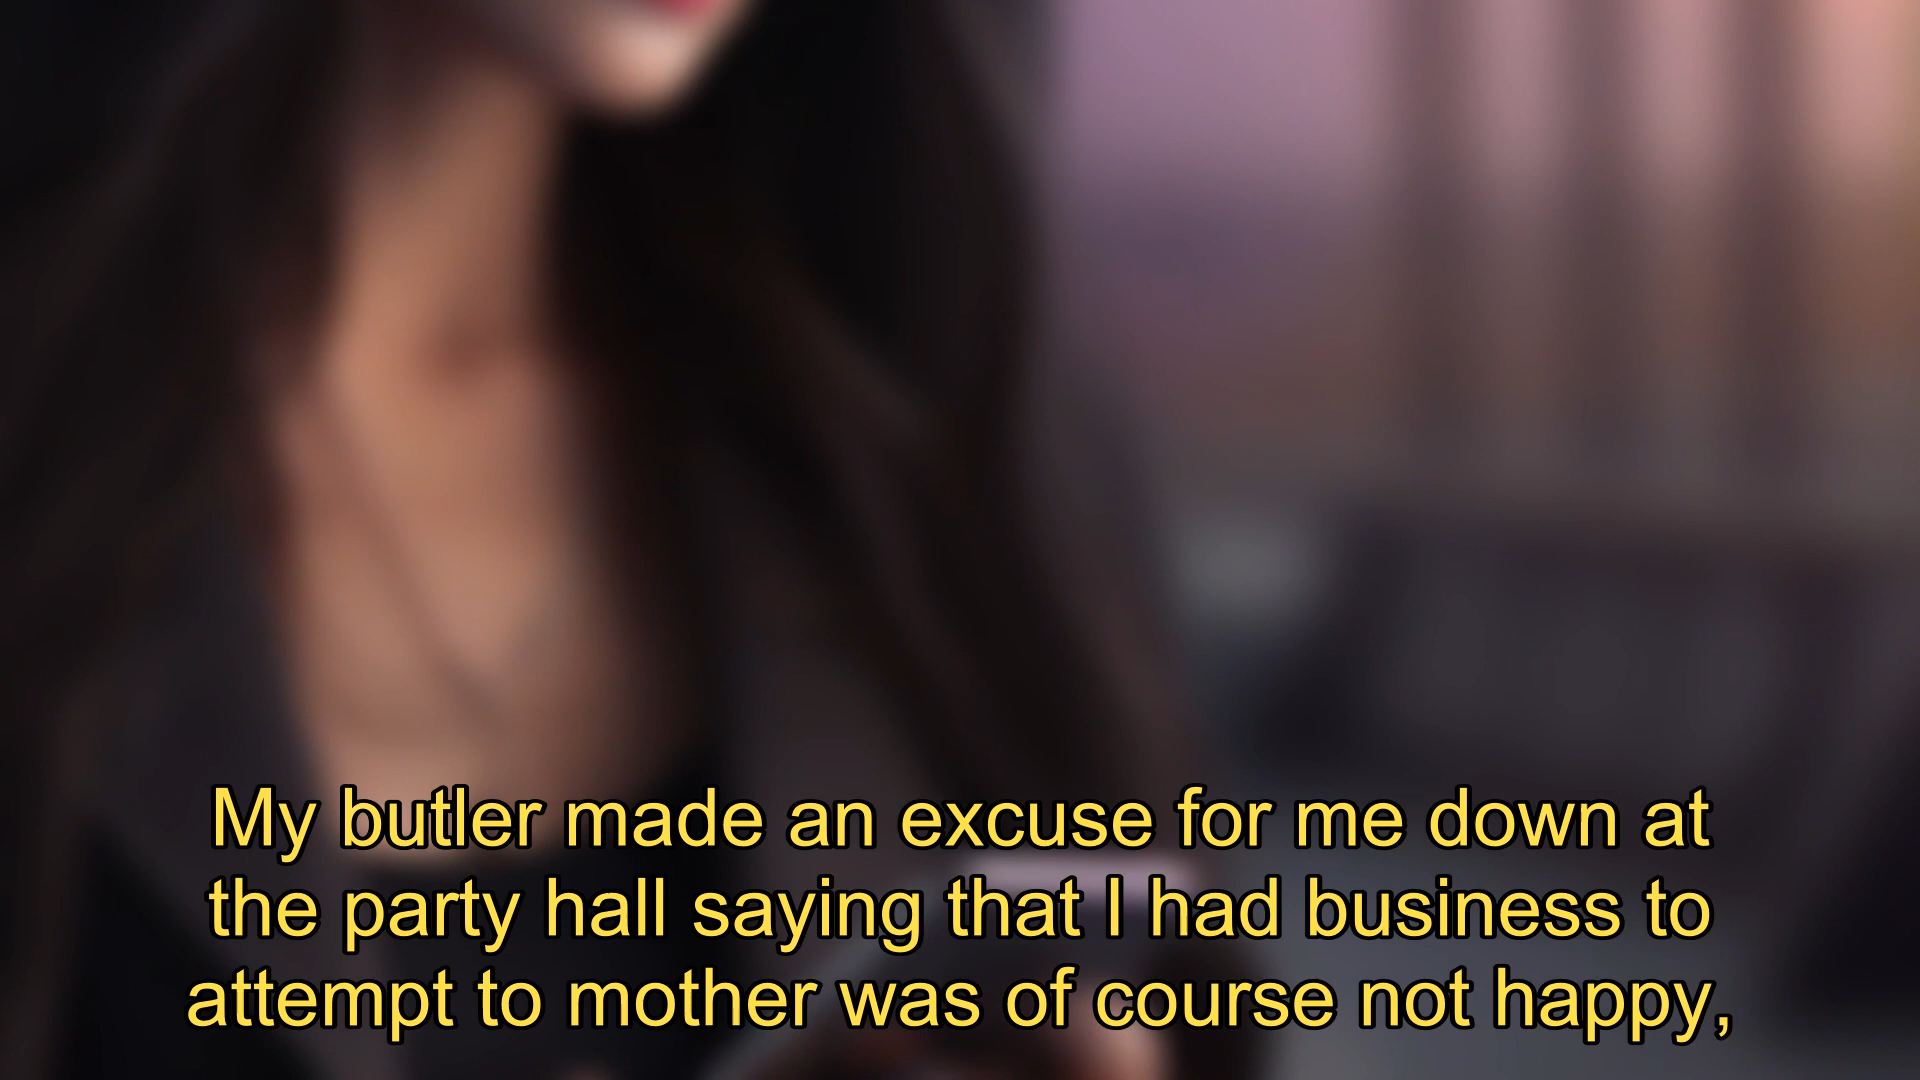 My butler made an excuse for me down at
the party hall saying that I had business to
attempt to mother was of course not happy,